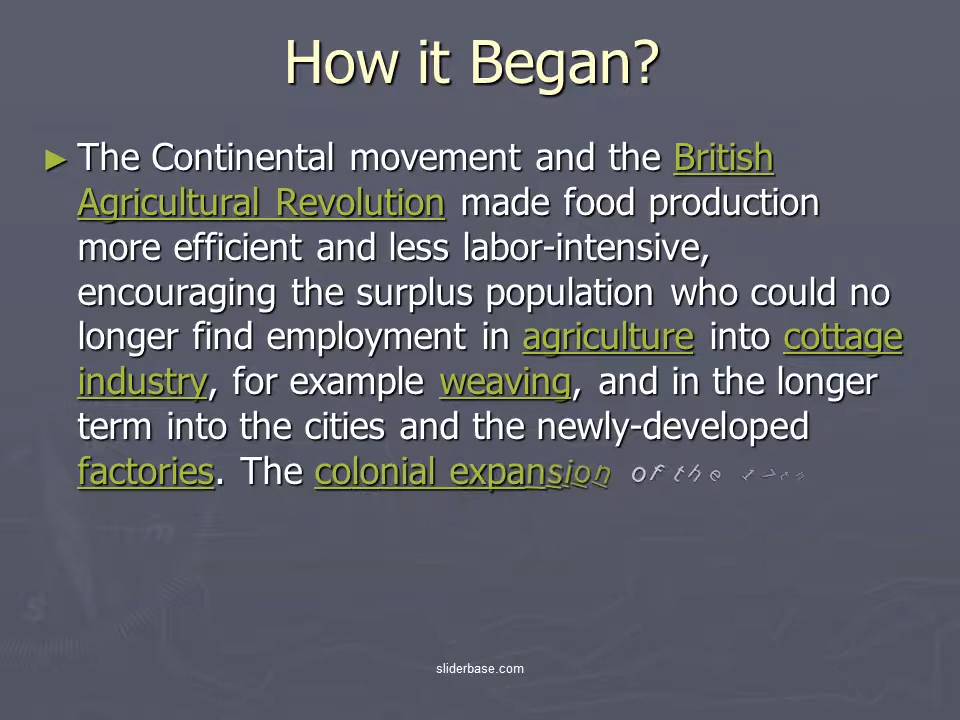 How it Began?
► The Continental movement and the British
Agricultural Revolution made food production
more efficient and less labor-intensive,
encouraging the surplus population who could no
longer find employment in agriculture into cottage
industry, for example weaving, and in the longer
term into the cities and the newly-developed
factories. The colonial expansion of the 17th
sliderbase.com